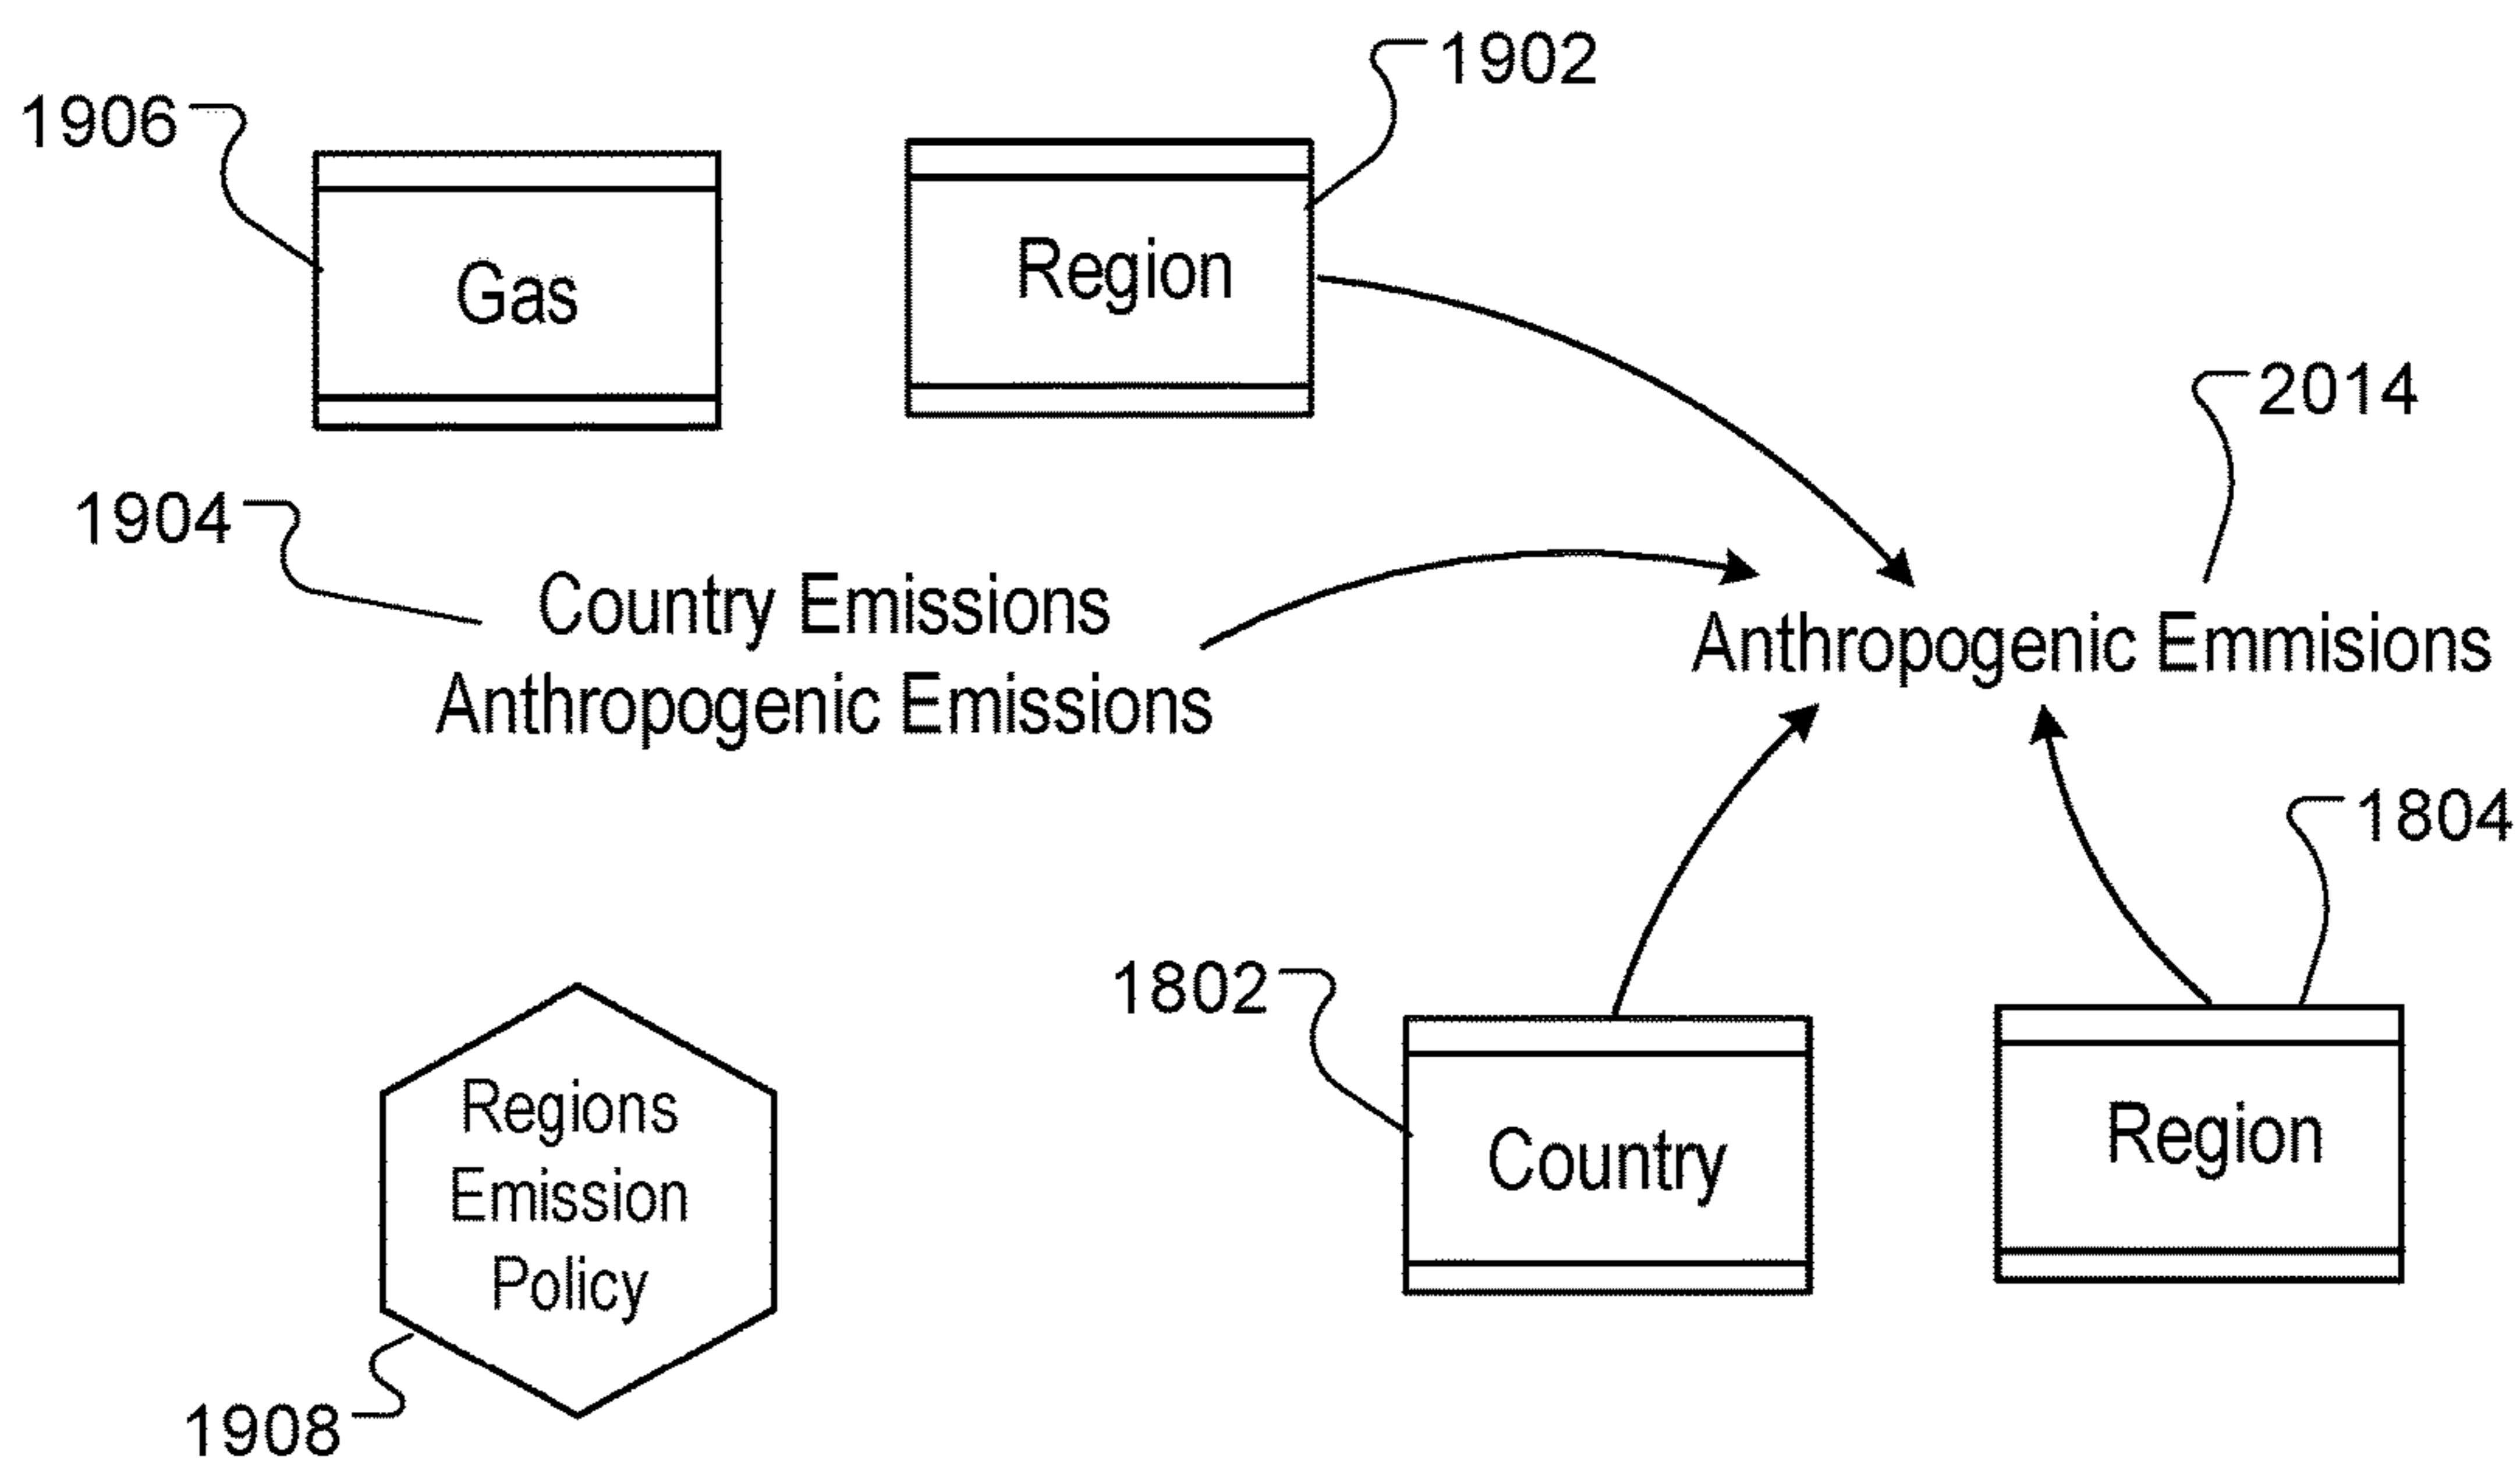 1902
1906
Region
Gas
2014
1904
Country Emissions
Anthropogenic Emissions
Anthropogenic Emmisions
1804
1802
Regions
Emission
Policy
Country
Region
1908